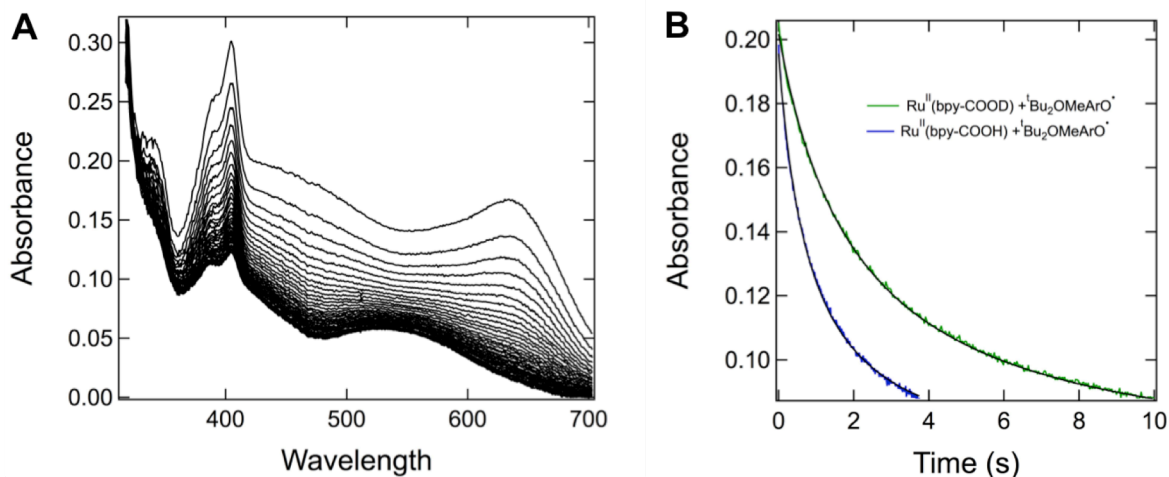 A
0.30
0.25
0.20
0.15
0.10
0.05
0.00
Absorbance
400
500
600
700
Wavelength
B
0.20
0.18
0.16
0.14
0.12
0.10
Absorbance
Ru^II(bpy-COOD) + ^tBu₂OMeArO^•
Ru^II(bpy-COOH) + ^tBu₂OMeArO^•
0
2
4
6
8
10
Time (s)